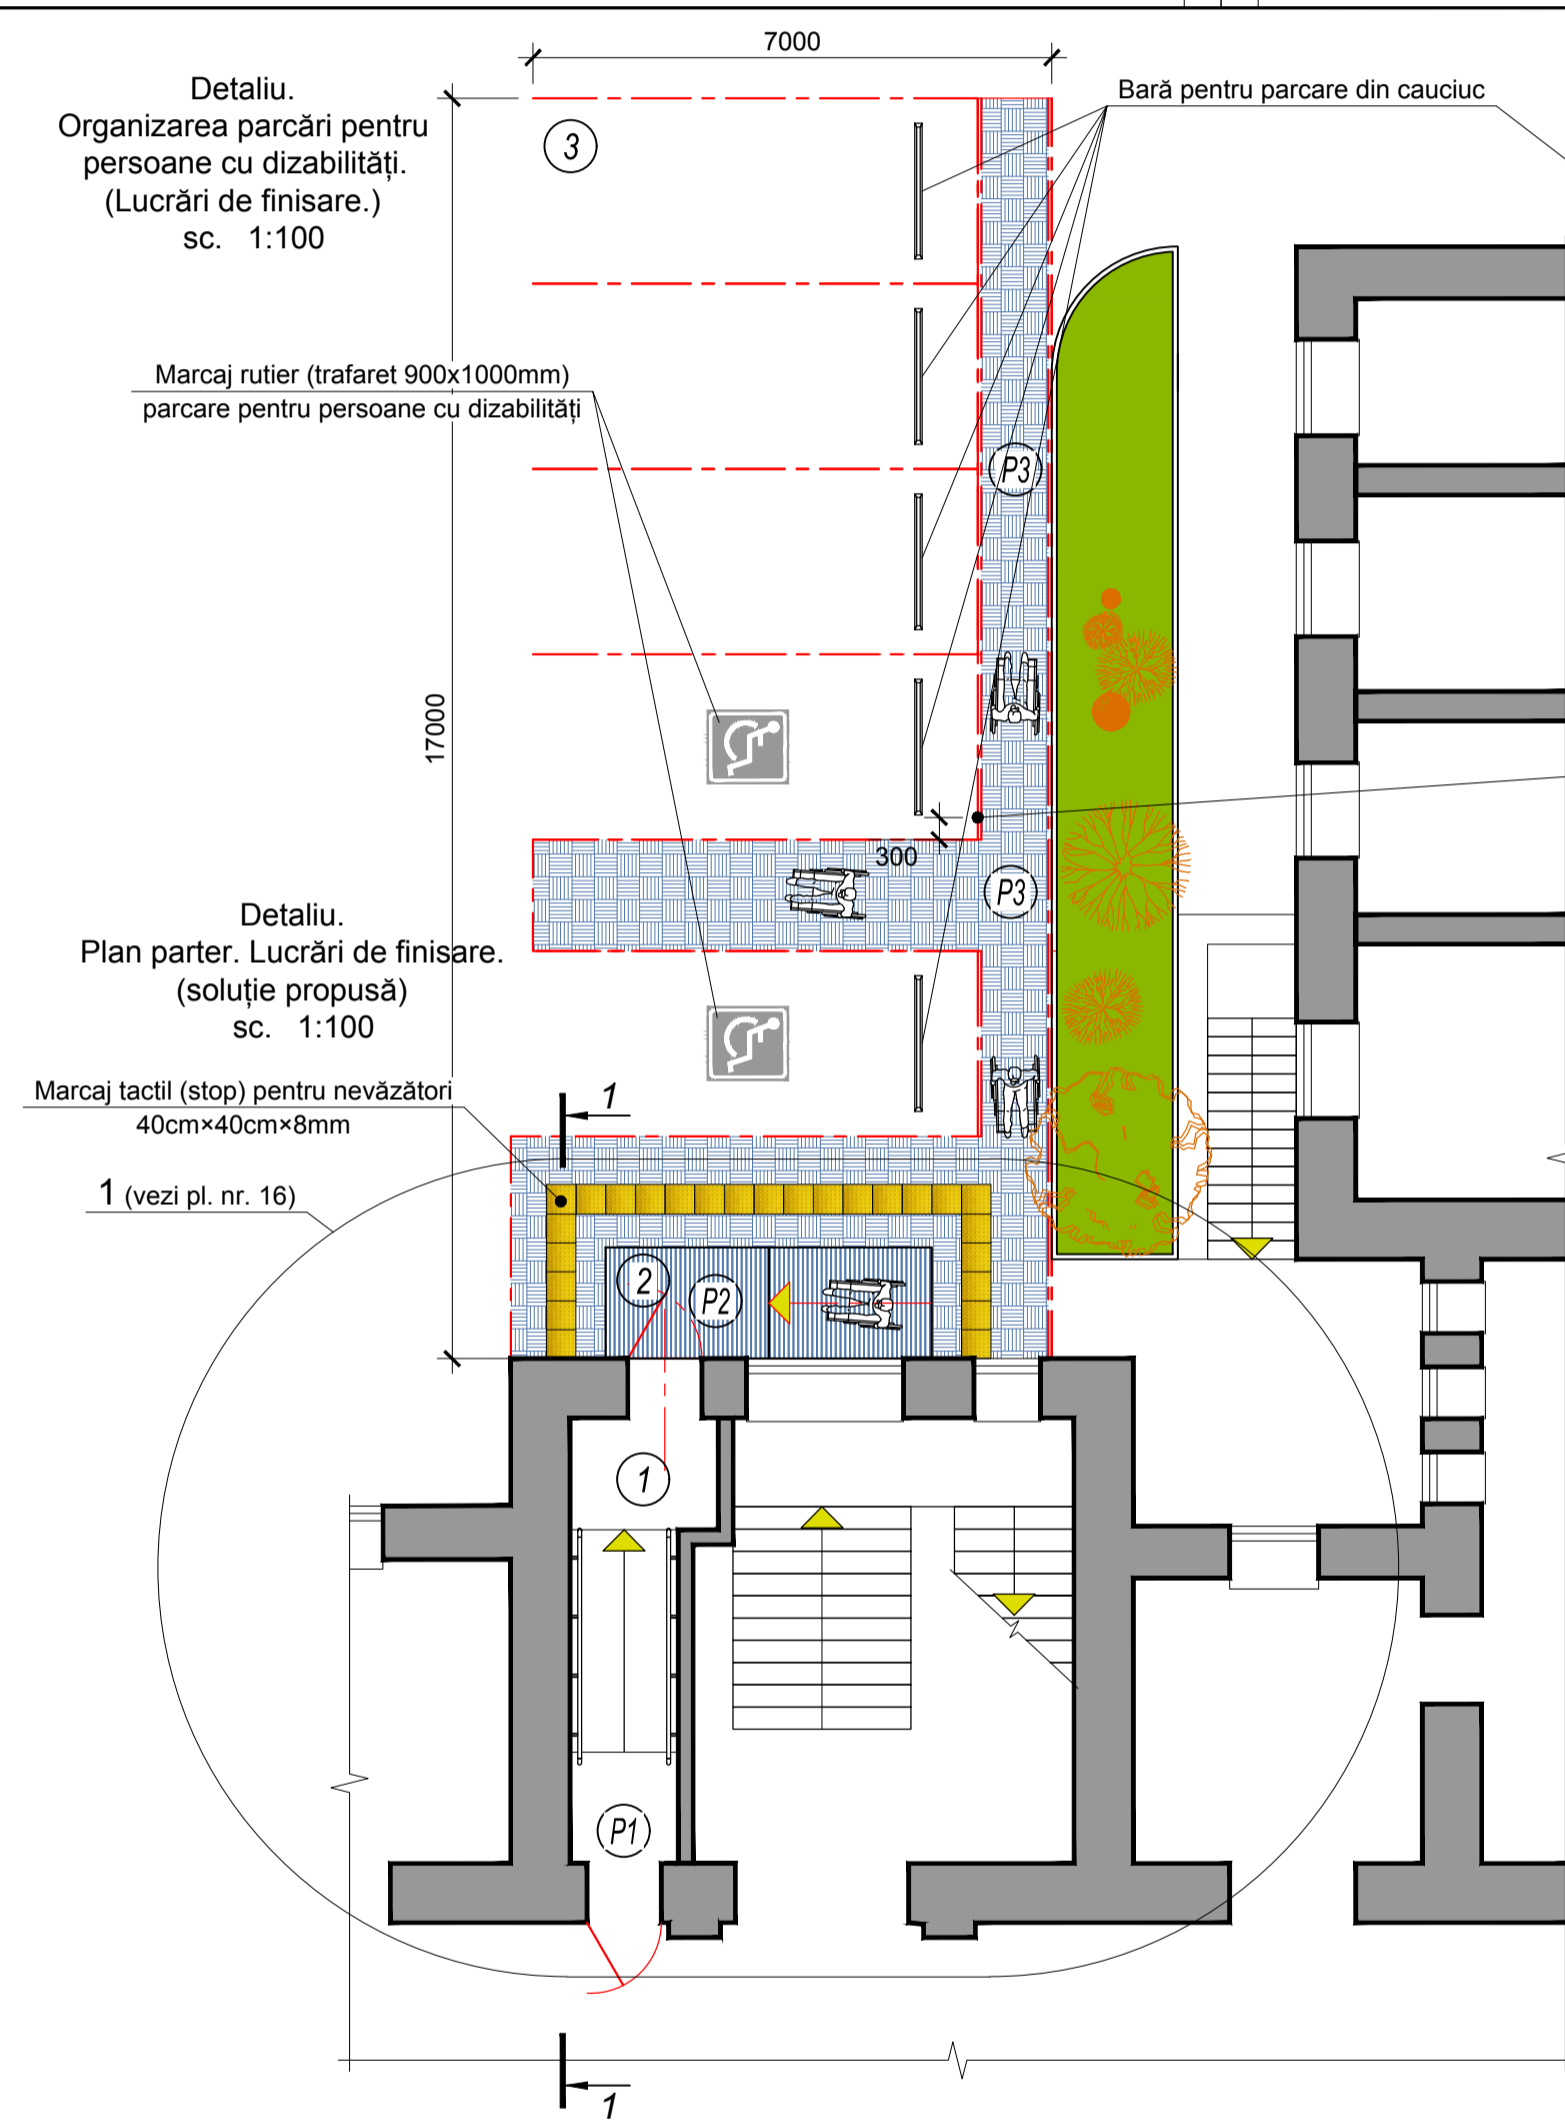 7000
Detaliu.
Organizarea parcări pentru
persoane cu dizabilități.
(Lucrări de finisare.)
sc. 1:100
Bară pentru parcare din cauciuc
3
Marcaj rutier (trafaret 900x1000mm)
parcare pentru persoane cu dizabilități
P3
17000
300
P3
Detaliu.
Plan parter. Lucrări de finisare.
(soluție propusă)
sc. 1:100
Marcaj tactil (stop) pentru nevăzători
40cm×40cm×8mm
1
1 (vezi pl. nr. 16)
2
P2
1
P1
1